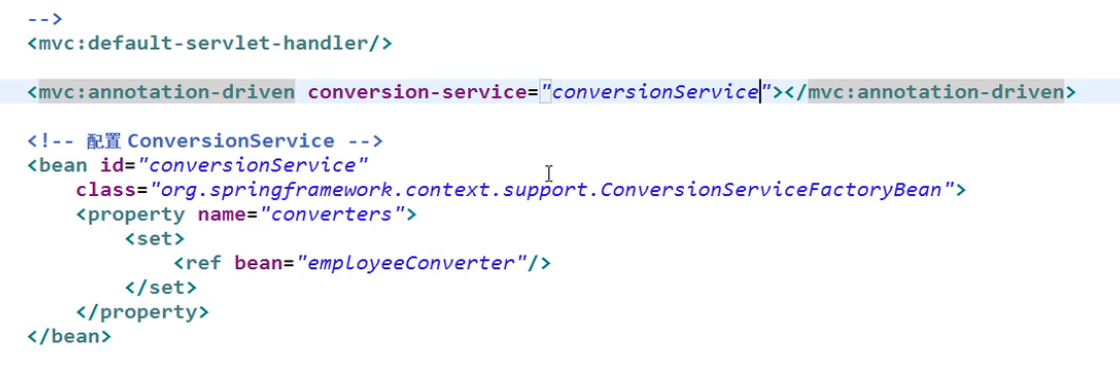 -->
<mvc:default-servlet-handler/>
<mvc:annotation-driven conversion-service="conversionService"></mvc:annotation-driven>
<!-- 配置 ConversionService -->
<bean id="conversionService"
class="org.springframework.context.support.ConversionServiceFactoryBean">
<property name="converters">
<set>
<ref bean="employeeConverter"/>
</set>
</property>
</bean>